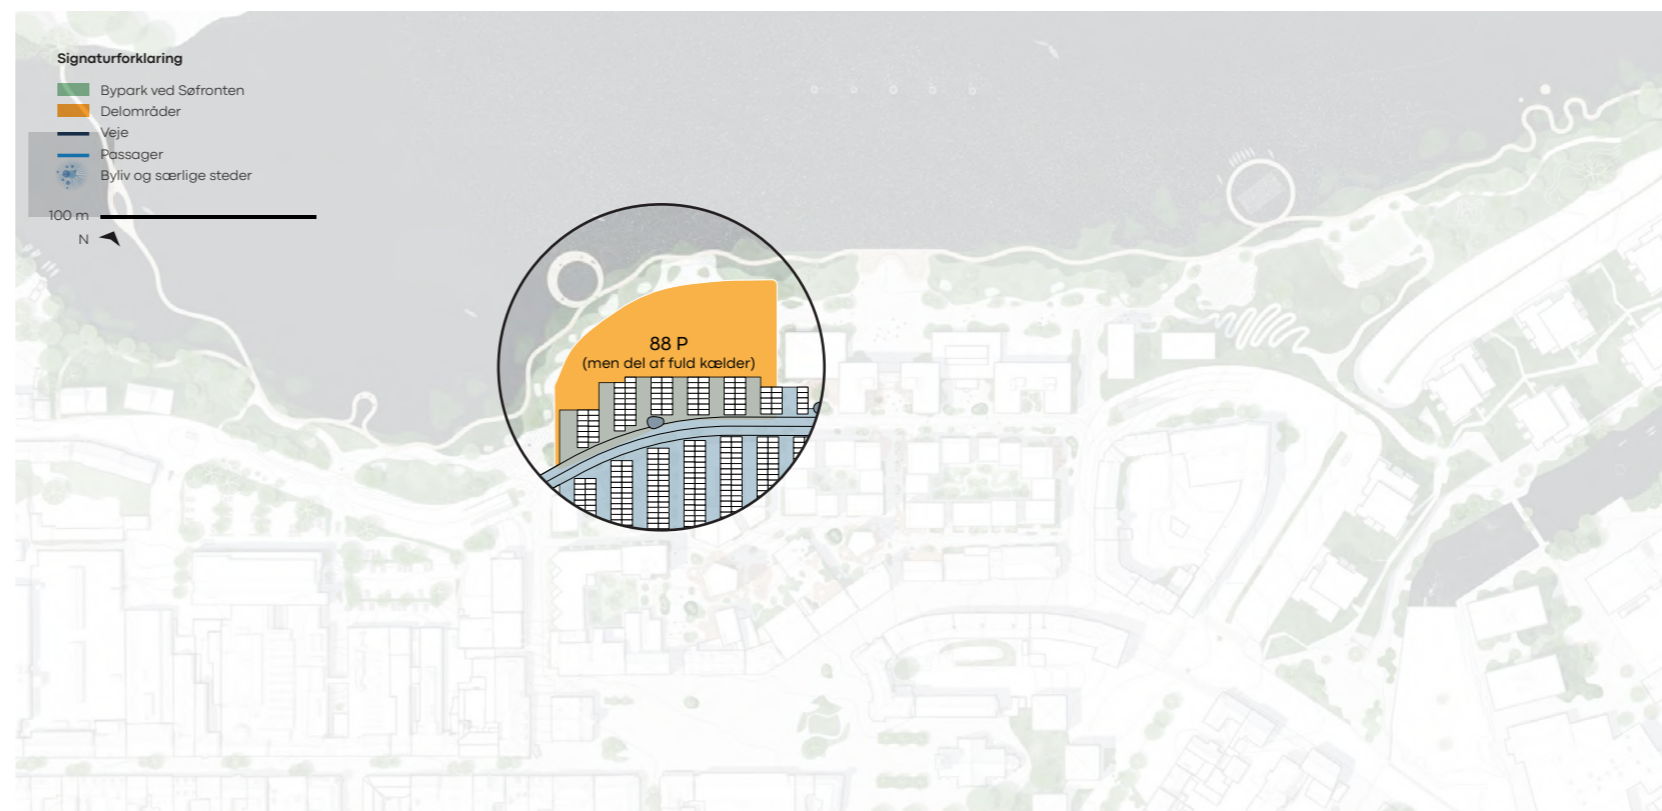 Signaturforklaring
Bypark ved Søfronten
Delområder
Veje
Passager
Byliv og særlige steder
100 m
N
88 P
(men del af fuld kælder)